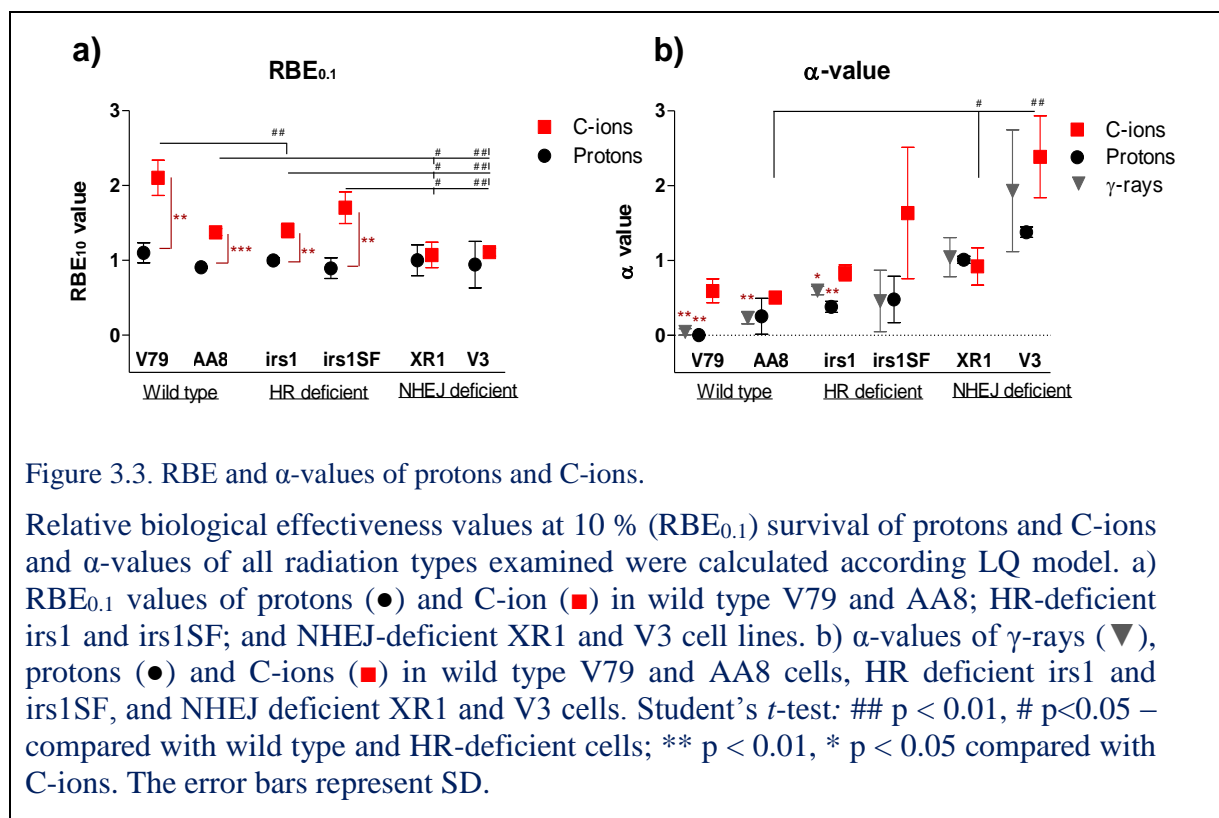 a)
RBE0.1
RBE10 value
3
2
1
0
C-ions
Protons
##
# ##
# ##
# ##
**
***
**
**
V79 AA8 irs1 irs1SF XR1 V3
Wild type HR deficient NHEJ deficient
b)
α-value
α value
3
2
1
0
C-ions
Protons
γ-rays
# ##
** **
**
* **
V79 AA8 irs1 irs1SF XR1 V3
Wild type HR deficient NHEJ deficient
Figure 3.3. RBE and α-values of protons and C-ions.
Relative biological effectiveness values at 10 % (RBE0.1) survival of protons and C-ions
and α-values of all radiation types examined were calculated according LQ model. a)
RBE0.1 values of protons (●) and C-ion (■) in wild type V79 and AA8; HR-deficient
irs1 and irs1SF; and NHEJ-deficient XR1 and V3 cell lines. b) α-values of γ-rays (▼),
protons (●) and C-ions (■) in wild type V79 and AA8 cells, HR deficient irs1 and
irs1SF, and NHEJ deficient XR1 and V3 cells. Student’s t-test: ## p < 0.01, # p<0.05 –
compared with wild type and HR-deficient cells; ** p < 0.01, * p < 0.05 compared with
C-ions. The error bars represent SD.